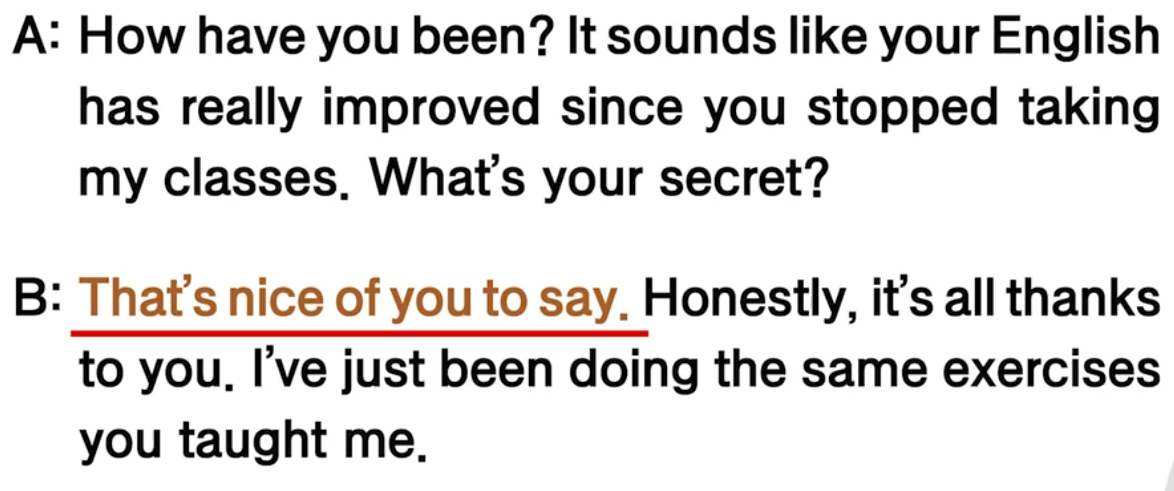 A: How have you been? It sounds like your English
has really improved since you stopped taking
my classes. What's your secret?
B: That's nice of you to say. Honestly, it's all thanks
to you. I've just been doing the same exercises
you taught me.